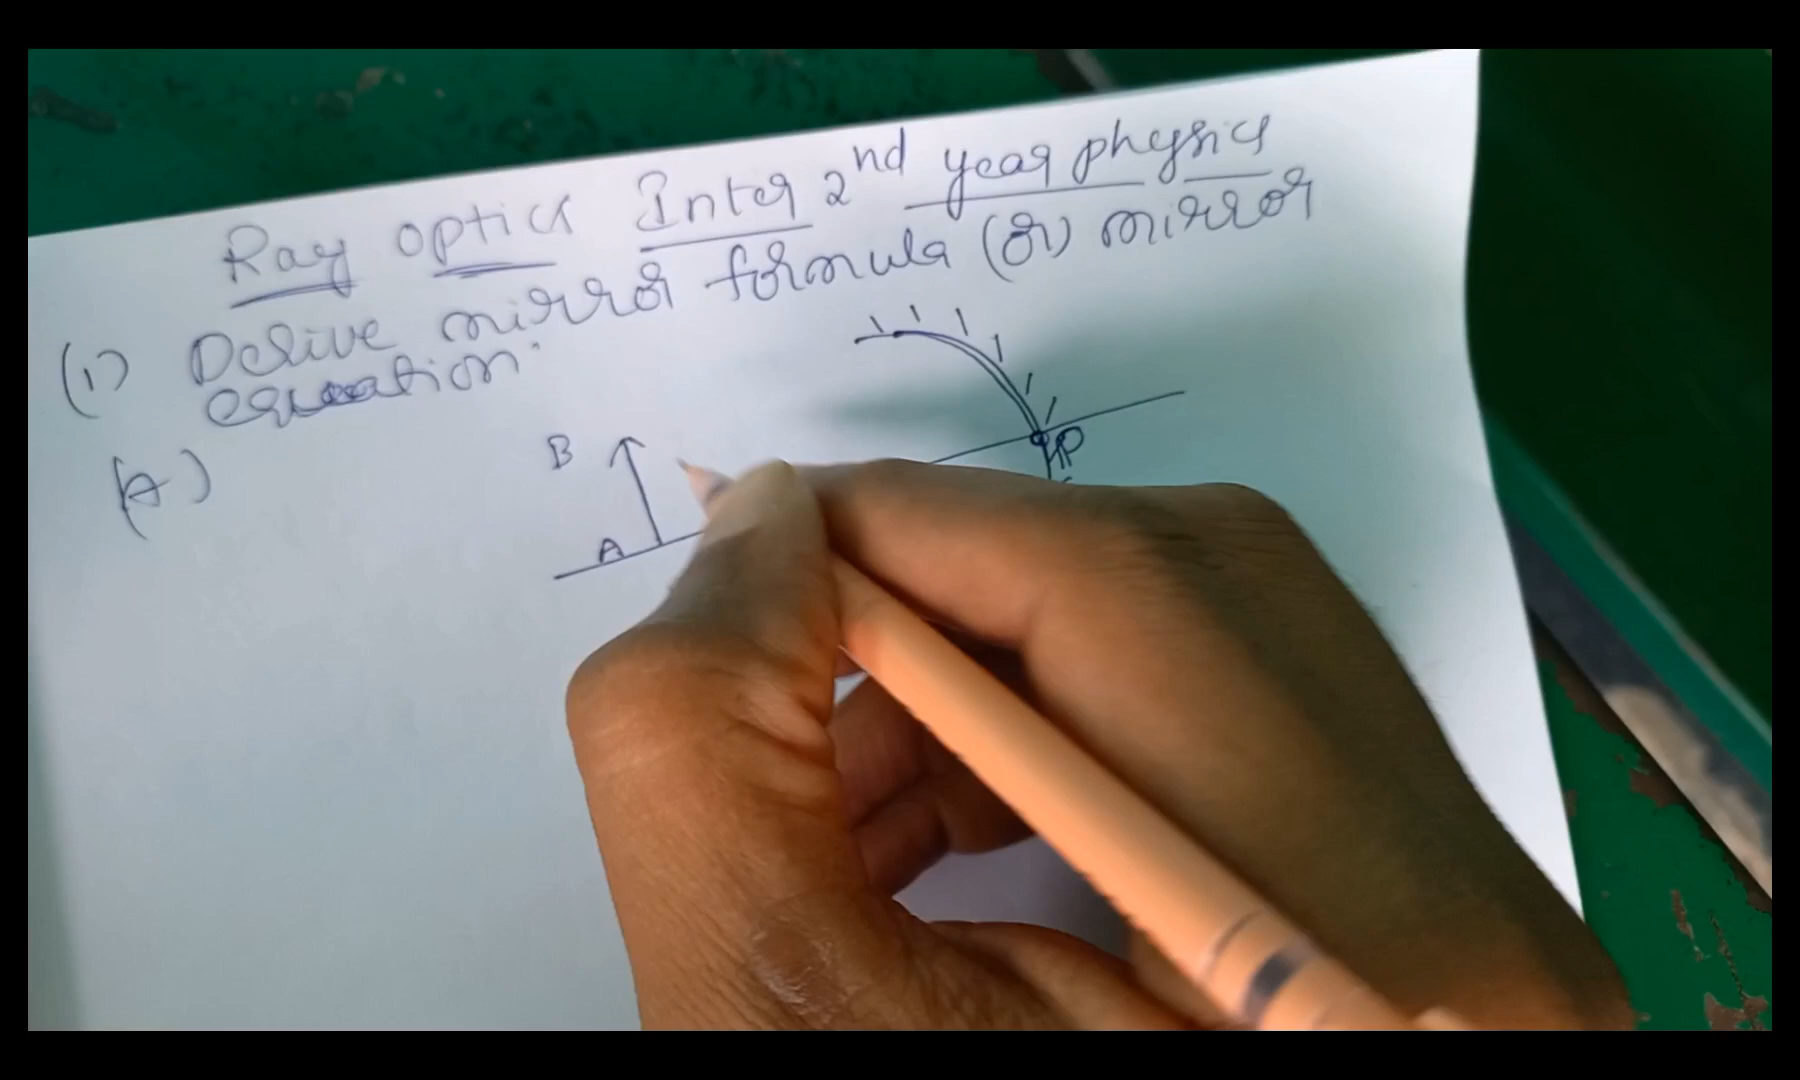 Ray optics Inter 2nd year physics
(1) Derive mirror formula (or) mirror
equation.
(A)
B
A
P